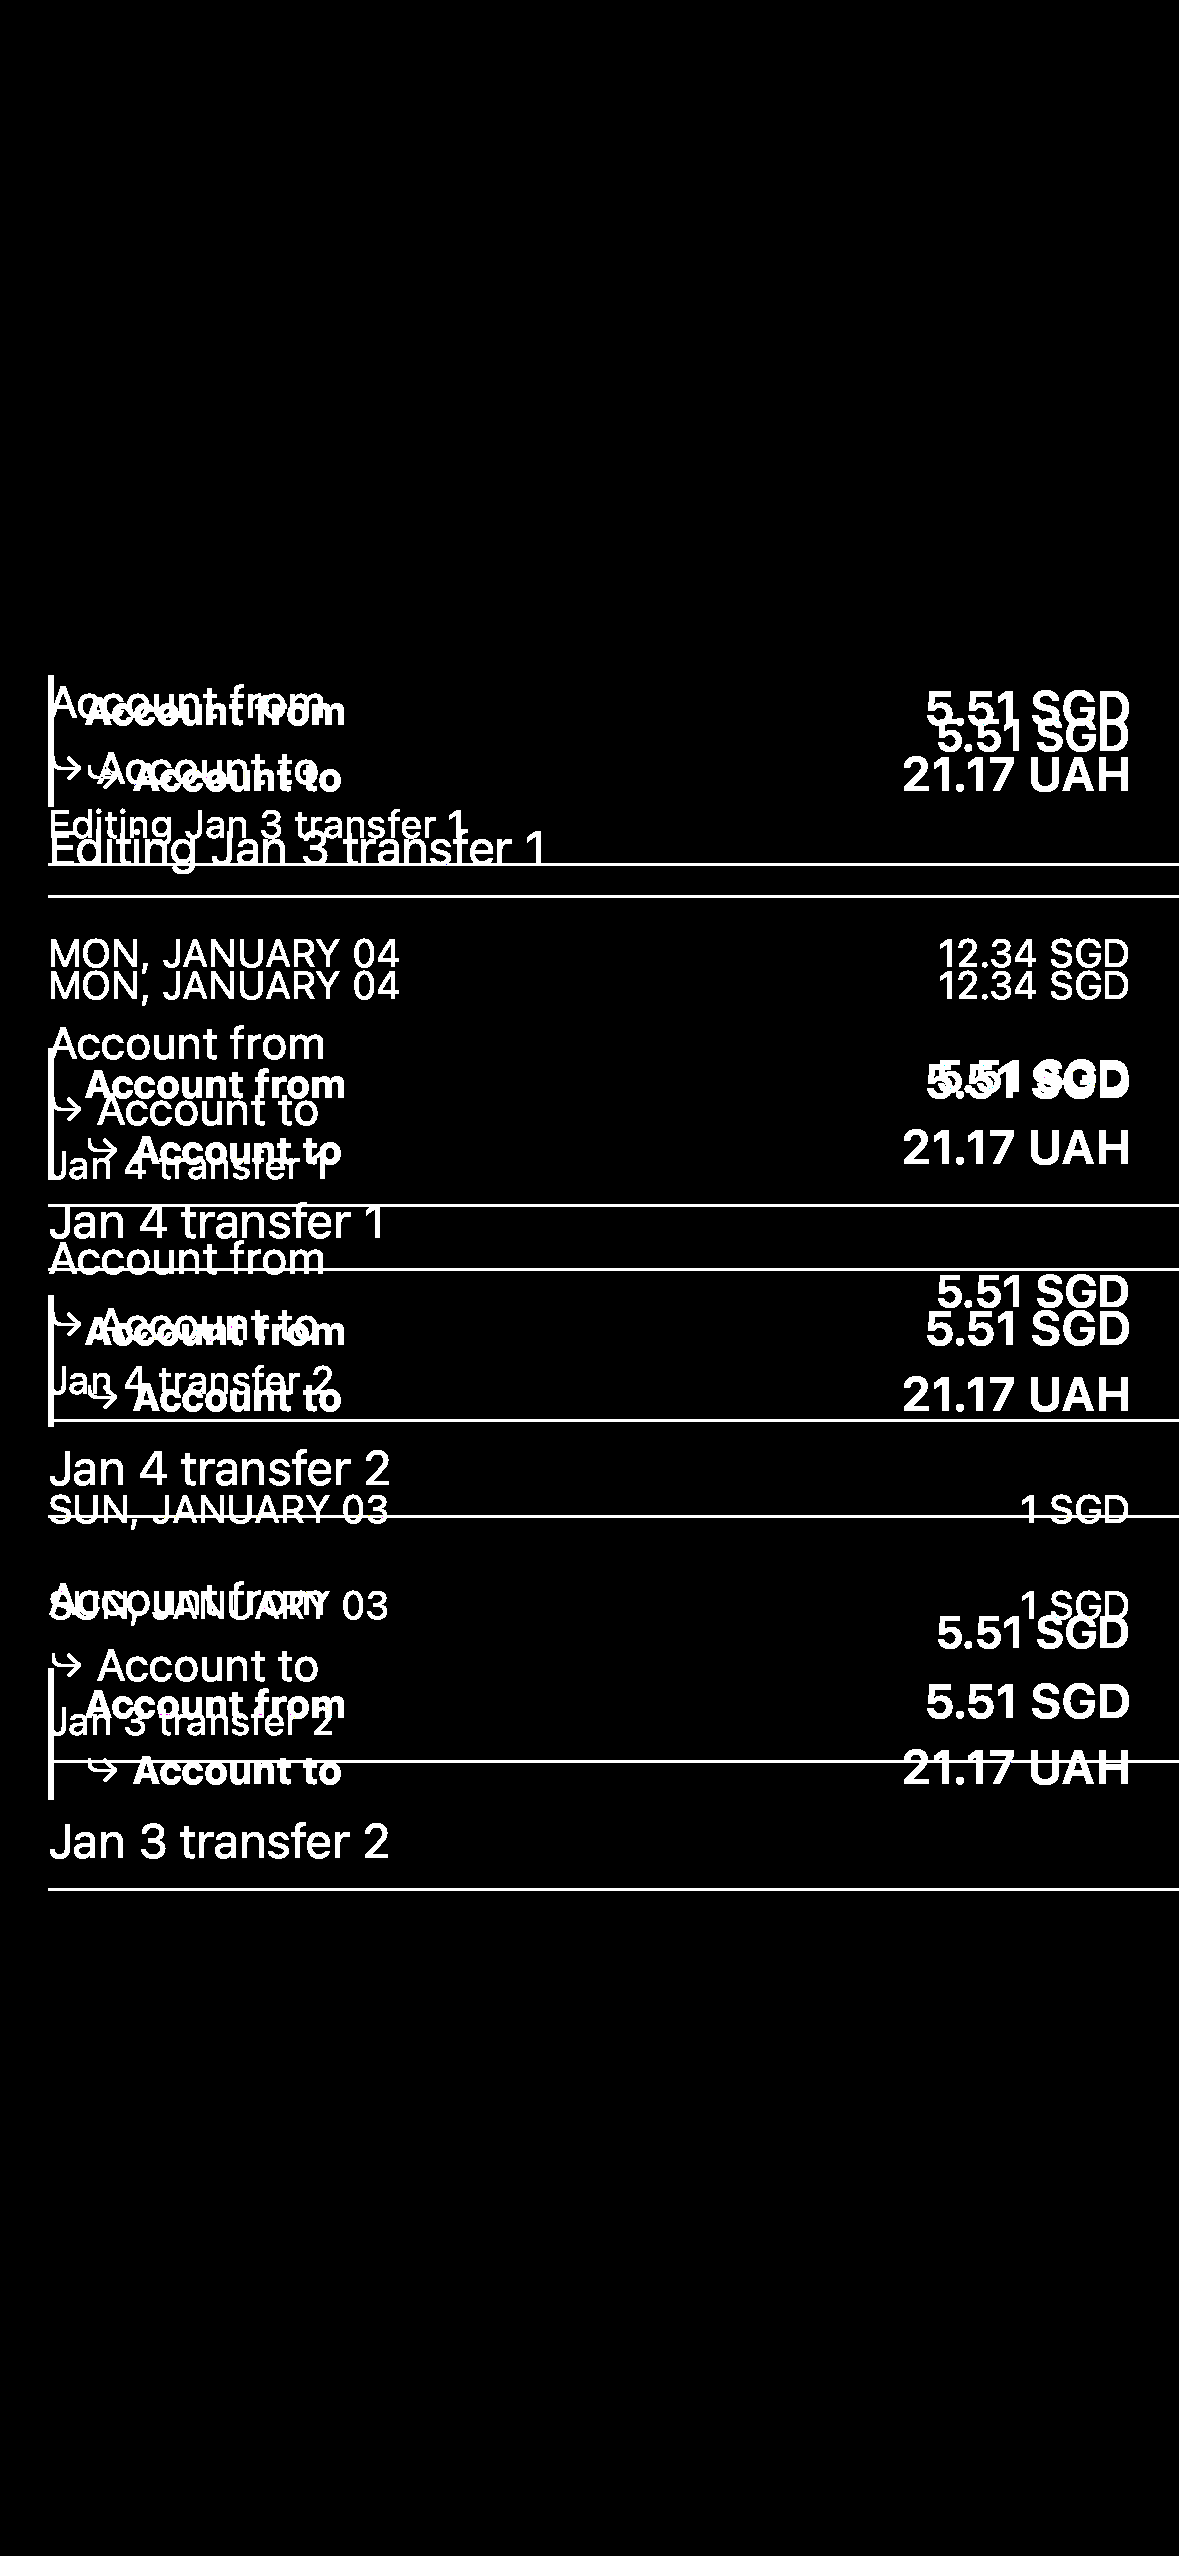 Account from 5.51 SGD
Account from 5.51 SGD
↳ Account to 21.17 UAH
↳ Account to
Editing Jan 3 transfer 1
Editing Jan 3 transfer 1
MON, JANUARY 04 12.34 SGD
MON, JANUARY 04 12.34 SGD
Account from
Account from 5.51 SGD
5.51 SGD
↳ Account to
↳ Account to 21.17 UAH
Jan 4 transfer 1
Jan 4 transfer 1
Account from
5.51 SGD
↳ Account to
Account from 5.51 SGD
Jan 4 transfer 2
↳ Account to 21.17 UAH
Jan 4 transfer 2
SUN, JANUARY 03 1 SGD
Account from
SUN, JANUARY 03 1 SGD
5.51 SGD
↳ Account to
Account from 5.51 SGD
Jan 3 transfer 2
↳ Account to 21.17 UAH
Jan 3 transfer 2